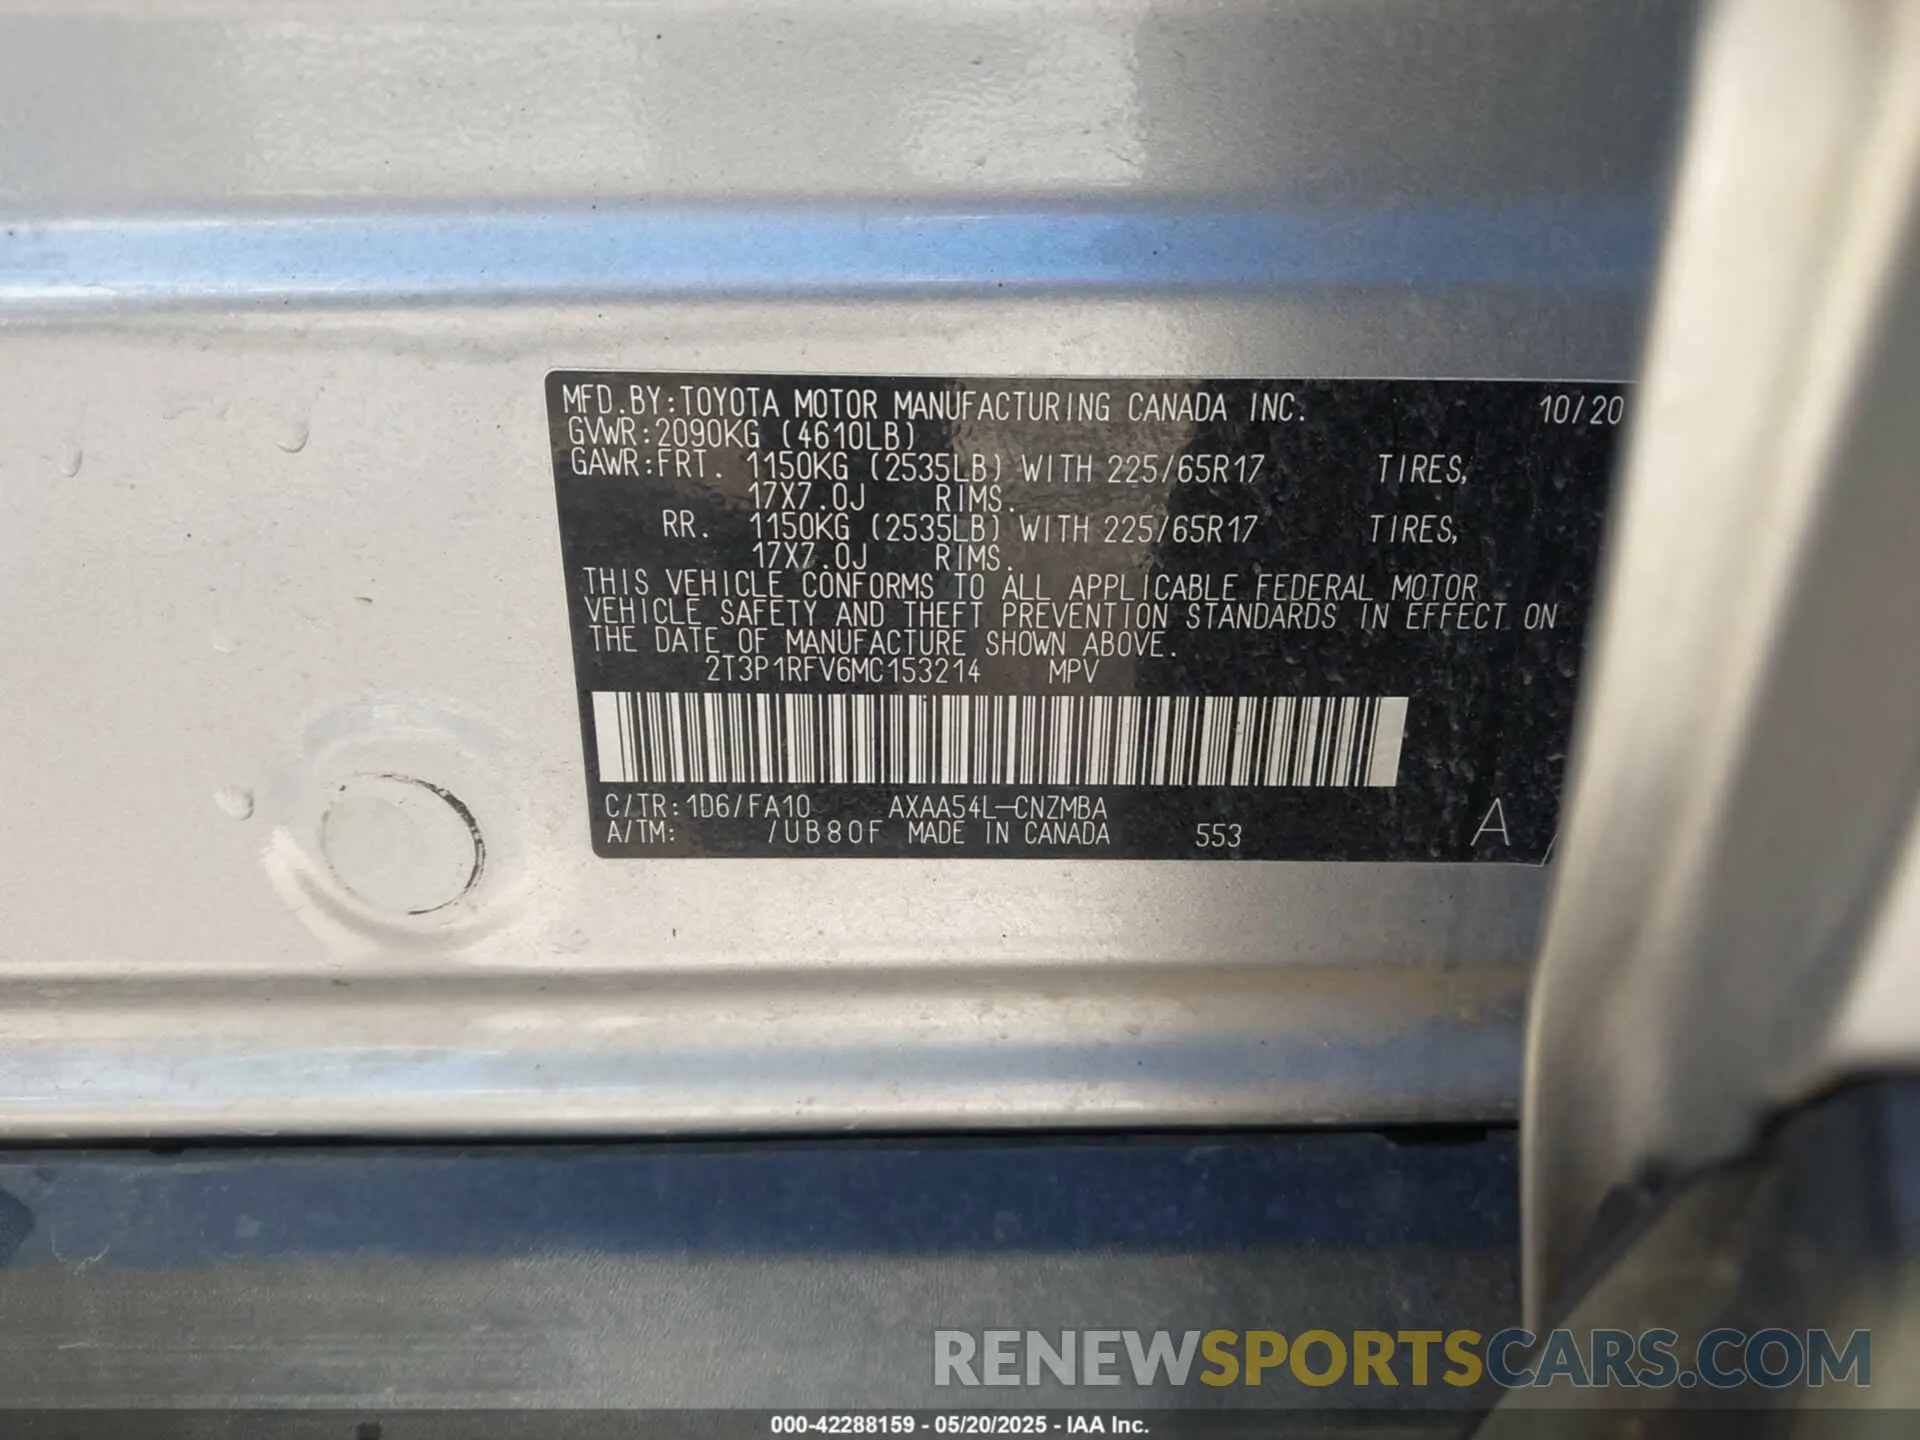 MFD.BY:TOYOTA MOTOR MANUFACTURING CANADA INC. 10/20
GVWR:2090KG (4610LB)
GAWR:FRT. 1150KG (2535LB) WITH 225/65R17 TIRES,
17X7.0J RIMS.
RR. 1150KG (2535LB) WITH 225/65R17 TIRES,
17X7.0J RIMS.
THIS VEHICLE CONFORMS TO ALL APPLICABLE FEDERAL MOTOR
VEHICLE SAFETY AND THEFT PREVENTION STANDARDS IN EFFECT ON
THE DATE OF MANUFACTURE SHOWN ABOVE.
2T3P1RFV6MC153214 MPV
C/TR:1D6/FA10 AXAA54L-CNZMBA
A/TM: /UB80F MADE IN CANADA 553 A
RENEWSPORTSCARS.COM
000-42288159 - 05/20/2025 - IAA Inc.